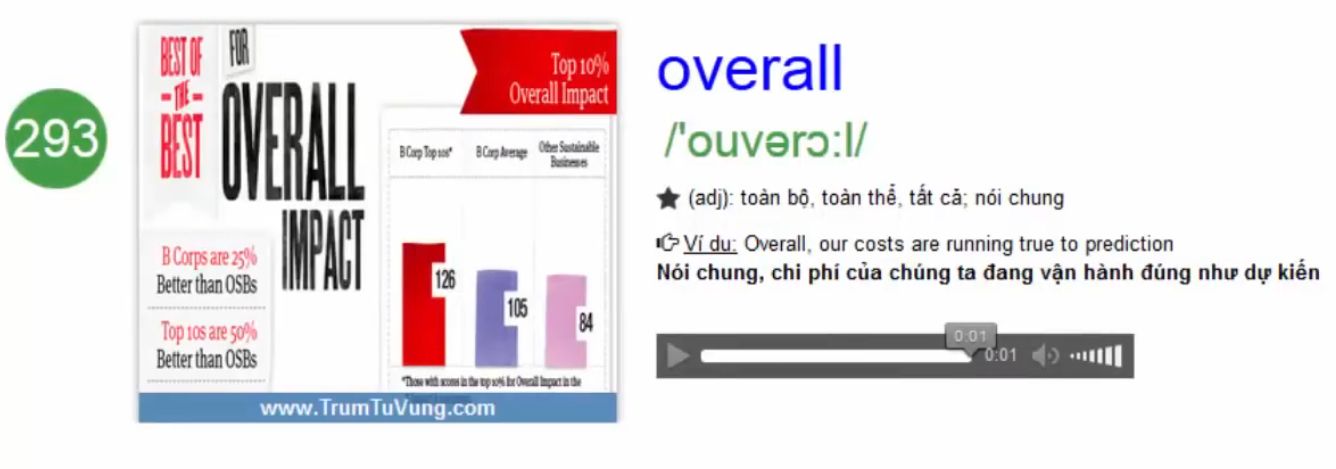 293
BEST OF
THE
BEST
FOR
OVERALL
IMPACT
Top 10%
Overall Impact
B Corp Top 10s*
B Corp Average
Other Sustainable
Businesses
126
105
84
B Corps are 25%
Better than OSBs
Top 10s are 50%
Better than OSBs
*Those with scores in the top 10% for Overall Impact in the
www.TrumTuVung.com
overall
/'ouvərɔ:l/
(adj): toàn bộ, toàn thể, tất cả; nói chung
Ví du: Overall, our costs are running true to prediction
Nói chung, chi phí của chúng ta đang vận hành đúng như dự kiến
0:01
0:01